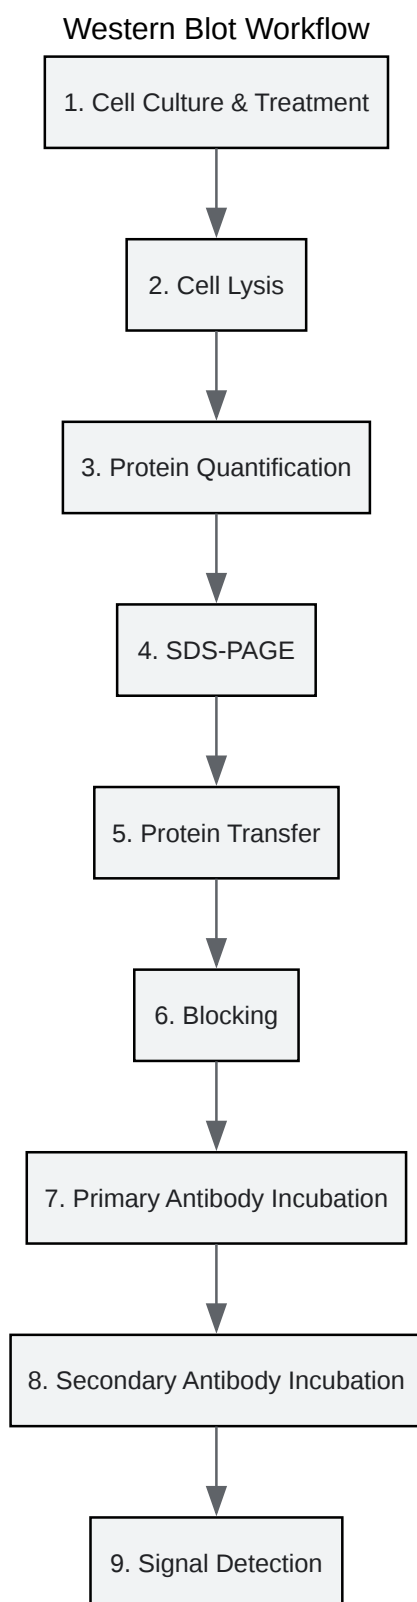 Western Blot Workflow
1. Cell Culture & Treatment
2. Cell Lysis
3. Protein Quantification
4. SDS-PAGE
5. Protein Transfer
6. Blocking
7. Primary Antibody Incubation
8. Secondary Antibody Incubation
9. Signal Detection